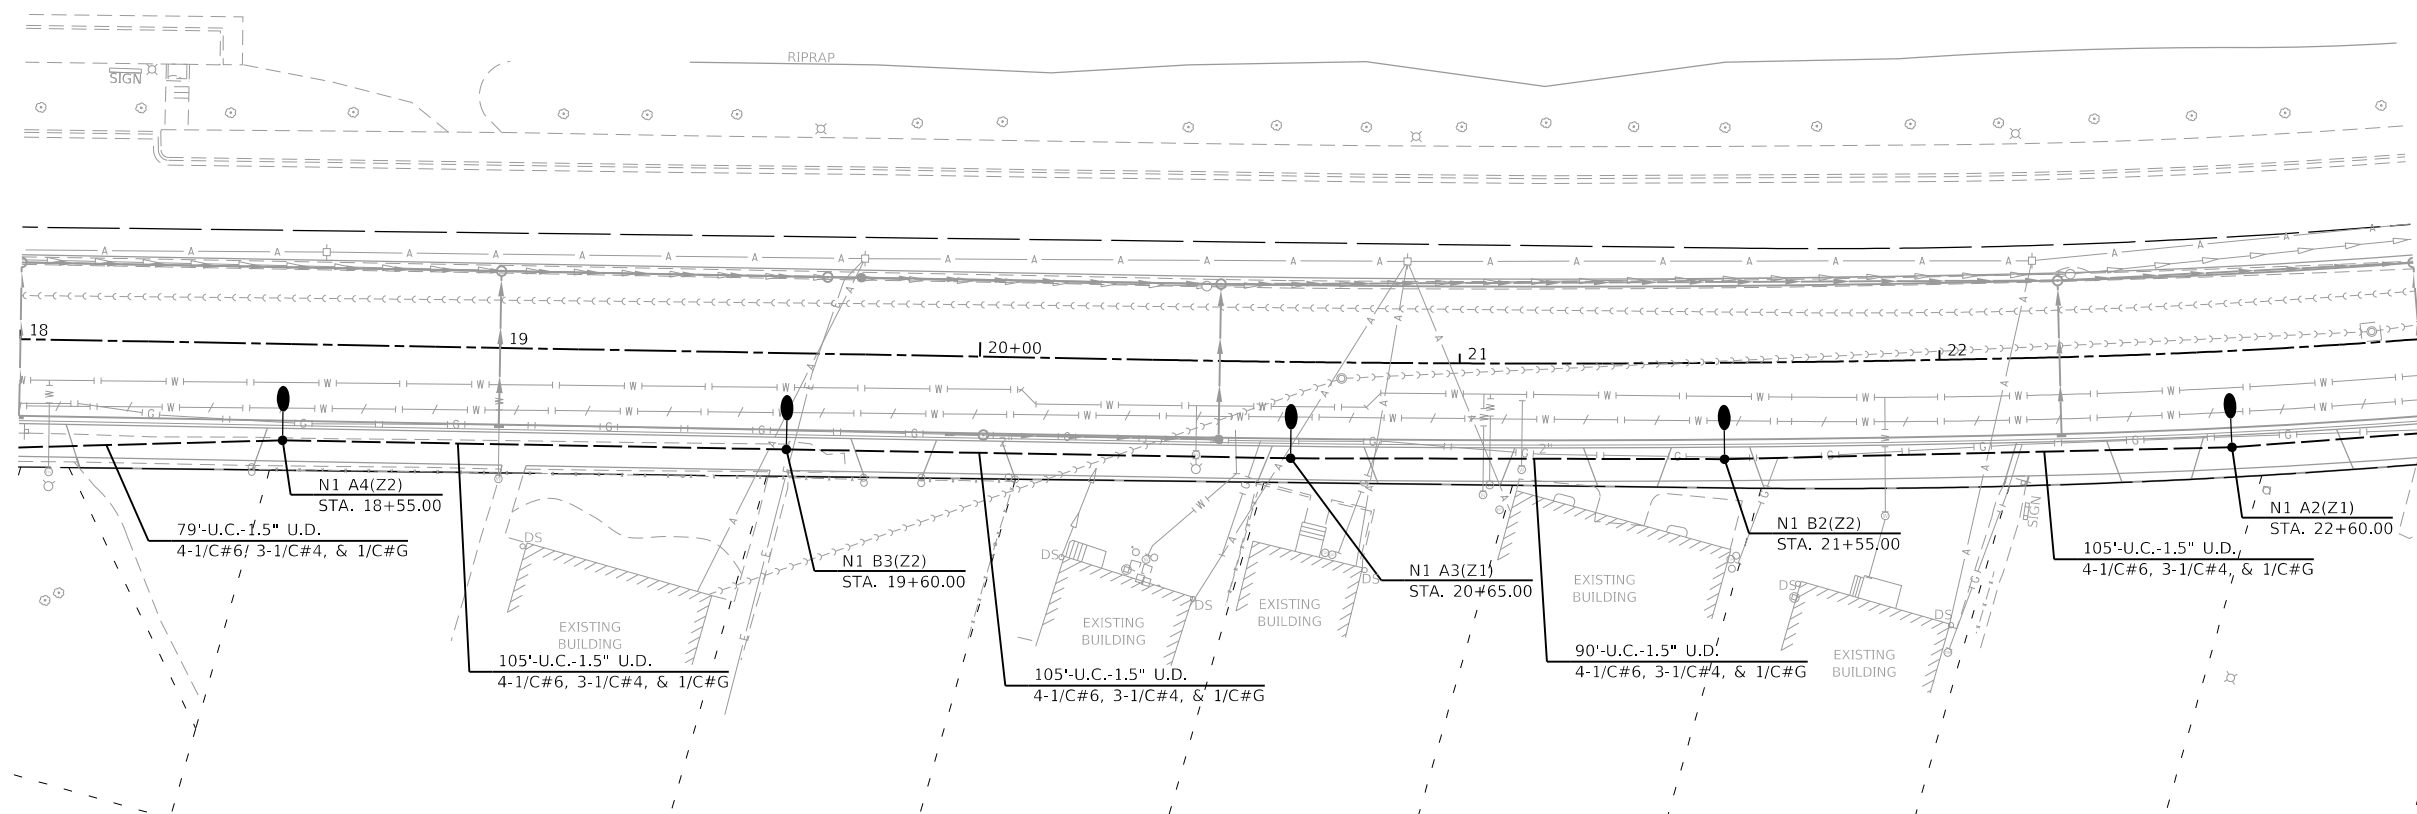 RIPRAP
SIGN
18
19
20+00
21
22
N1 A4(Z2)
STA. 18+55.00
79'-U.C.-1.5" U.D.
4-1/C#6, 3-1/C#4, & 1/C#G
N1 B3(Z2)
STA. 19+60.00
N1 A3(Z1)
STA. 20+65.00
N1 B2(Z2)
STA. 21+55.00
N1 A2(Z1)
STA. 22+60.00
105'-U.C.-1.5" U.D.
4-1/C#6, 3-1/C#4, & 1/C#G
105'-U.C.-1.5" U.D.
4-1/C#6, 3-1/C#4, & 1/C#G
105'-U.C.-1.5" U.D.
4-1/C#6, 3-1/C#4, & 1/C#G
90'-U.C.-1.5" U.D.
4-1/C#6, 3-1/C#4, & 1/C#G
DS
DS
DS
DS
DS
DS
SIGN
2"
EXISTING
BUILDING
EXISTING
BUILDING
EXISTING
BUILDING
EXISTING
BUILDING
EXISTING
BUILDING